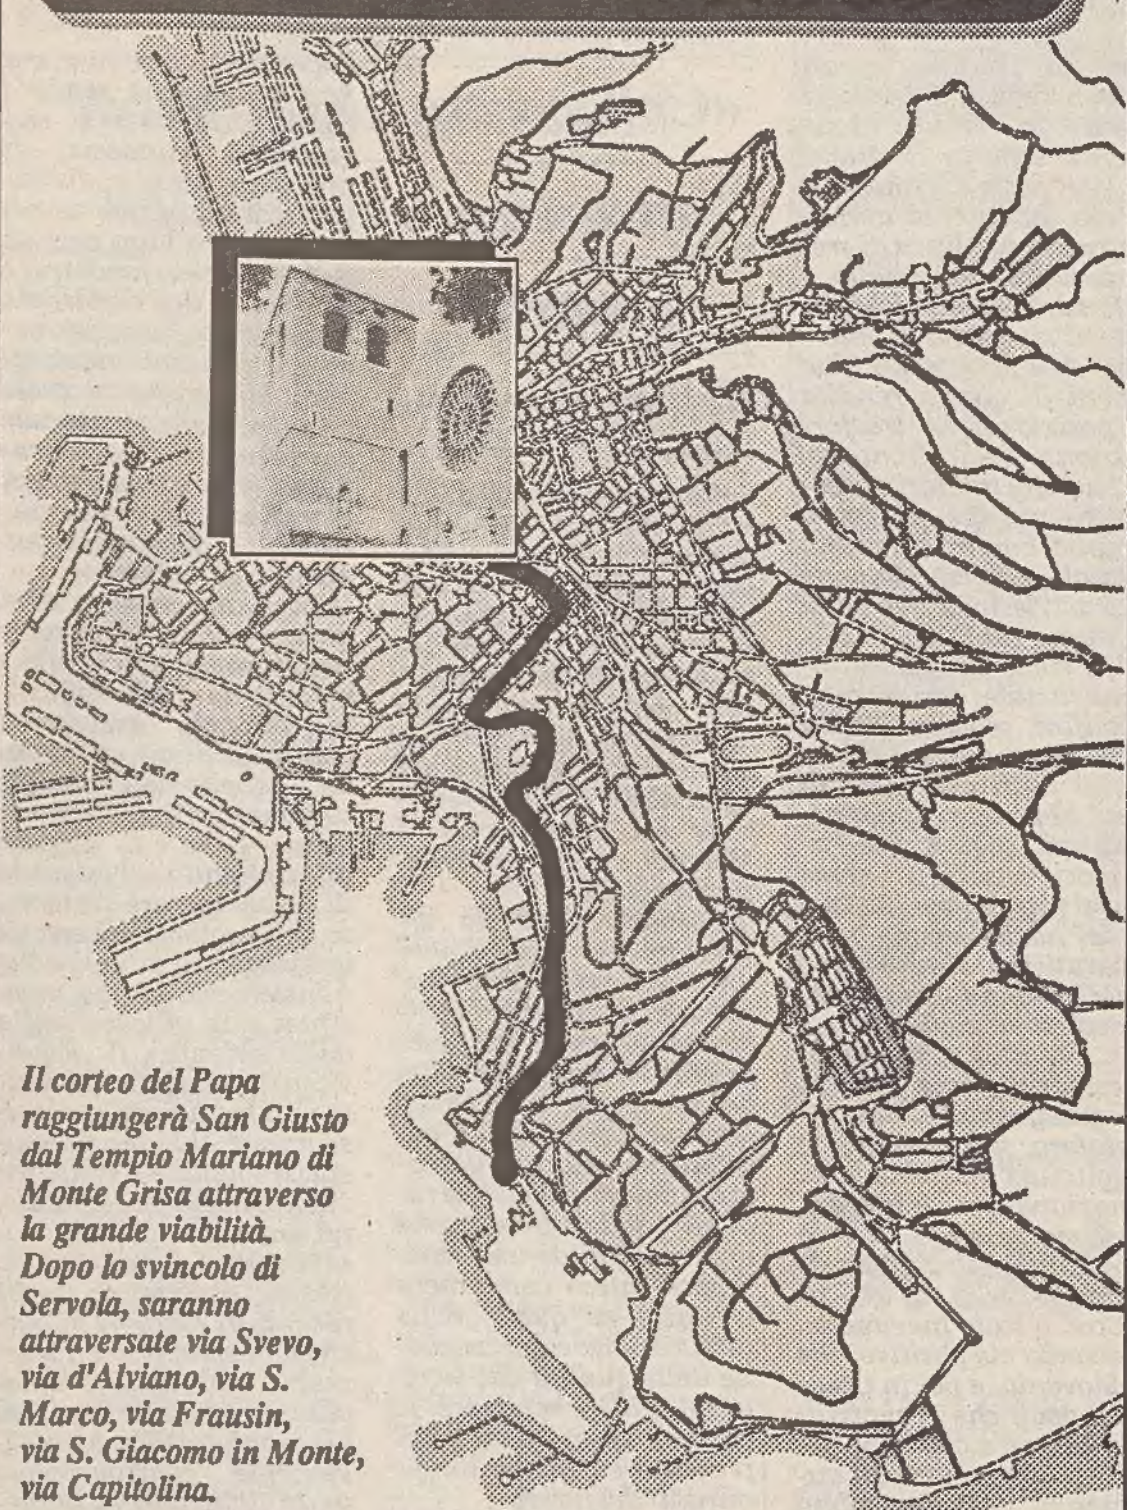 Il corteo del Papa
raggiungerà San Giusto
dal Tempio Mariano di
Monte Grisa attraverso
la grande viabilità.
Dopo lo svincolo di
Servola, saranno
attraversate via Svevo,
via d'Alviano, via S.
Marco, via Frausin,
via S. Giacomo in Monte,
via Capitolina.